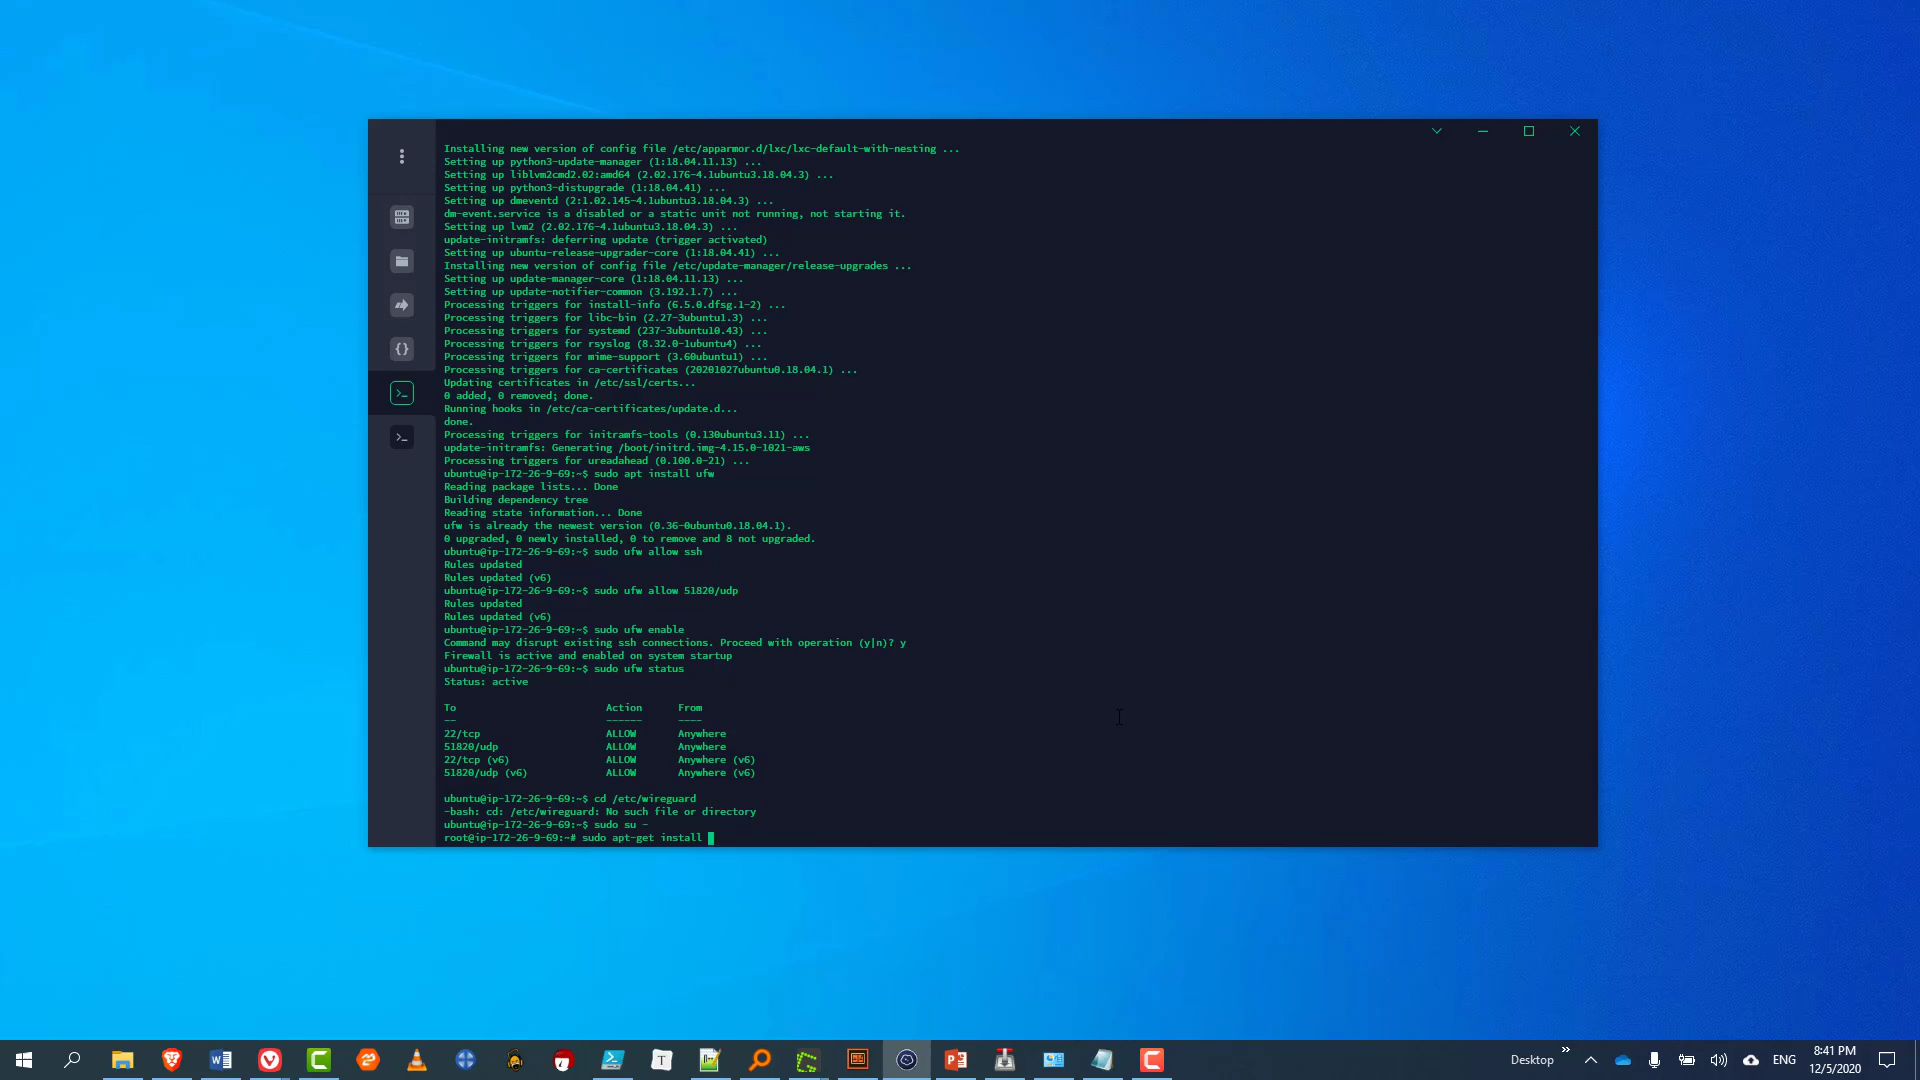 Installing new version of config file /etc/apparmor.d/lxc/lxc-default-with-nesting ...
Setting up python3-update-manager (1:18.04.11.13) ...
Setting up liblvm2cmd2.02:amd64 (2.02.176-4.1ubuntu3.18.04.3) ...
Setting up python3-distupgrade (1:18.04.41) ...
Setting up dmeventd (2:1.02.145-4.1ubuntu3.18.04.3) ...
dm-event.service is a disabled or a static unit not running, not starting it.
Setting up lvm2 (2.02.176-4.1ubuntu3.18.04.3) ...
update-initramfs: deferring update (trigger activated)
Setting up ubuntu-release-upgrader-core (1:18.04.41) ...
Installing new version of config file /etc/update-manager/release-upgrades ...
Setting up update-manager-core (1:18.04.11.13) ...
Setting up update-notifier-common (3.192.1.7) ...
Processing triggers for install-info (6.5.0.dfsg.1-2) ...
Processing triggers for libc-bin (2.27-3ubuntu1.3) ...
Processing triggers for systemd (237-3ubuntu10.43) ...
Processing triggers for rsyslog (8.32.0-1ubuntu4) ...
Processing triggers for mime-support (3.60ubuntu1) ...
Processing triggers for ca-certificates (20201027ubuntu0.18.04.1) ...
Updating certificates in /etc/ssl/certs...
0 added, 0 removed; done.
Running hooks in /etc/ca-certificates/update.d...
done.
Processing triggers for initramfs-tools (0.130ubuntu3.11) ...
update-initramfs: Generating /boot/initrd.img-4.15.0-1021-aws
Processing triggers for ureadahead (0.100.0-21) ...
ubuntu@ip-172-26-9-69:~$ sudo apt install ufw
Reading package lists... Done
Building dependency tree
Reading state information... Done
ufw is already the newest version (0.36-0ubuntu0.18.04.1).
0 upgraded, 0 newly installed, 0 to remove and 8 not upgraded.
ubuntu@ip-172-26-9-69:~$ sudo ufw allow ssh
Rules updated
Rules updated (v6)
ubuntu@ip-172-26-9-69:~$ sudo ufw allow 51820/udp
Rules updated
Rules updated (v6)
ubuntu@ip-172-26-9-69:~$ sudo ufw enable
Command may disrupt existing ssh connections. Proceed with operation (y|n)? y
Firewall is active and enabled on system startup
ubuntu@ip-172-26-9-69:~$ sudo ufw status
Status: active
To Action From
-- ------ ----
22/tcp ALLOW Anywhere
51820/udp ALLOW Anywhere
22/tcp (v6) ALLOW Anywhere (v6)
51820/udp (v6) ALLOW Anywhere (v6)
ubuntu@ip-172-26-9-69:~$ cd /etc/wireguard
-bash: cd: /etc/wireguard: No such file or directory
ubuntu@ip-172-26-9-69:~$ sudo su -
root@ip-172-26-9-69:~# sudo apt-get install
Desktop
ENG
8:41 PM
12/5/2020